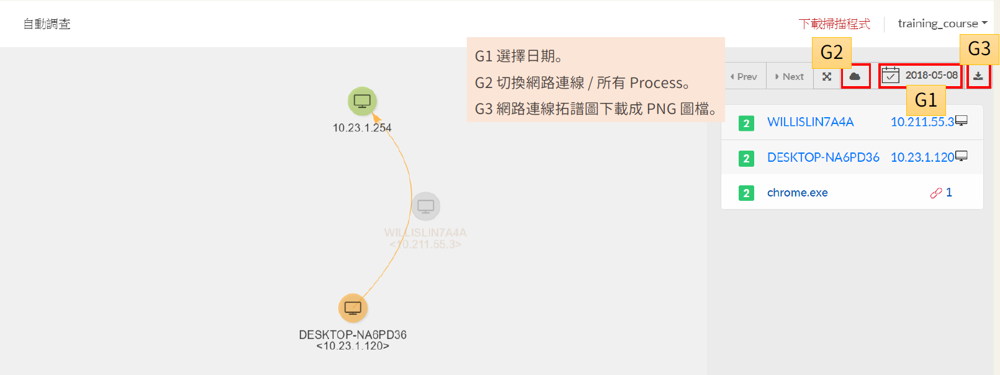 自動調查
下載掃描程式
training_course
G1 選擇日期。
G2 切換網路連線 / 所有 Process。
G3 網路連線拓譜圖下載成 PNG 圖檔。
G2
G3
Prev
Next
2018-05-08
G1
10.23.1.254
WILLISLIN7A4A
<10.211.55.3>
DESKTOP-NA6PD36
<10.23.1.120>
2 WILLISLIN7A4A 10.211.55.3
2 DESKTOP-NA6PD36 10.23.1.120
2 chrome.exe 1